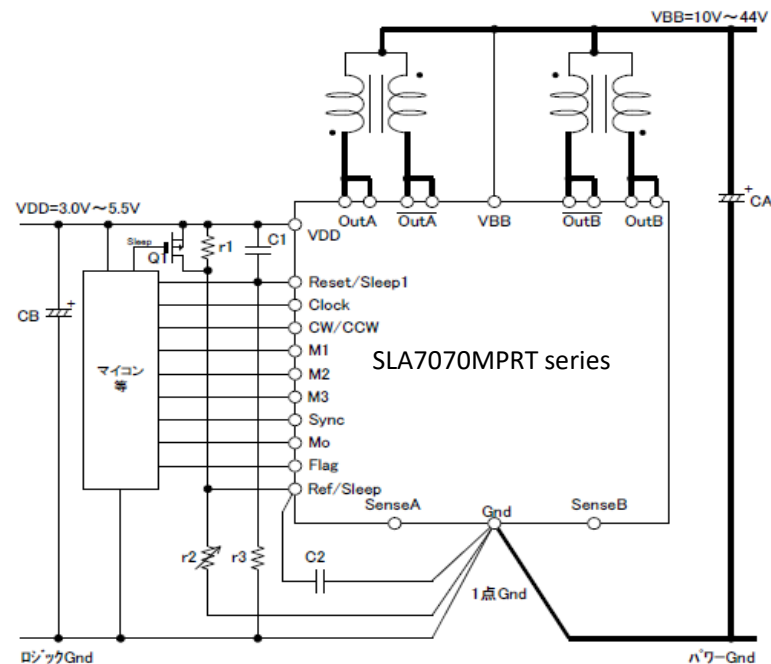 VBB=10V～44V
CA
+
OutA
OutA
VBB
OutB
OutB
VDD=3.0V～5.5V
VDD
Sleep
Q1
r1
C1
CB
+
マイコン
等
Reset/Sleep1
Clock
CW/CCW
M1
M2
M3
Sync
Mo
Flag
Ref/Sleep
SLA7070MPRT series
SenseA
Gnd
SenseB
r2
r3
C2
1点Gnd
ロジックGnd
パワーGnd